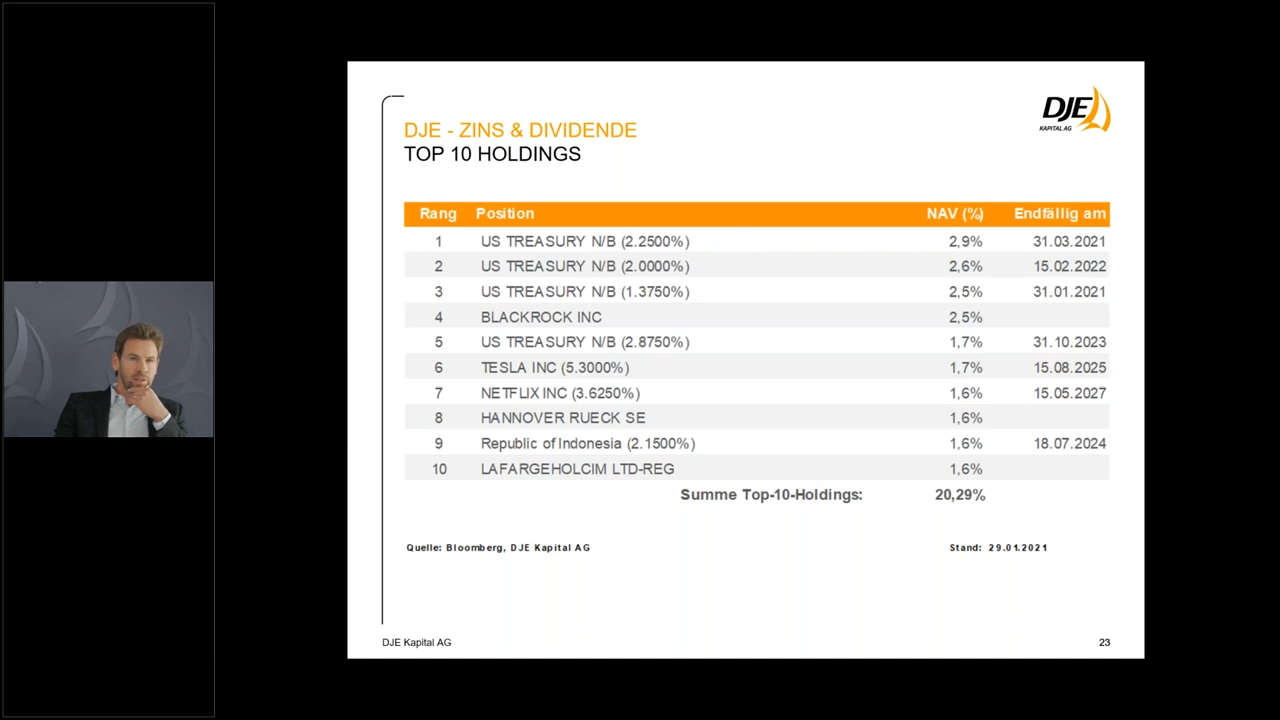 DJE
KAPITAL AG
DJE - ZINS & DIVIDENDE
TOP 10 HOLDINGS
Rang Position NAV (%) Endfällig am
1 US TREASURY N/B (2.2500%) 2,9% 31.03.2021
2 US TREASURY N/B (2.0000%) 2,6% 15.02.2022
3 US TREASURY N/B (1.3750%) 2,5% 31.01.2021
4 BLACKROCK INC 2,5%
5 US TREASURY N/B (2.8750%) 1,7% 31.10.2023
6 TESLA INC (5.3000%) 1,7% 15.08.2025
7 NETFLIX INC (3.6250%) 1,6% 15.05.2027
8 HANNOVER RUECK SE 1,6%
9 Republic of Indonesia (2.1500%) 1,6% 18.07.2024
10 LAFARGEHOLCIM LTD-REG 1,6%
Summe Top-10-Holdings: 20,29%
Quelle: Bloomberg, DJE Kapital AG Stand: 29.01.2021
DJE Kapital AG 23